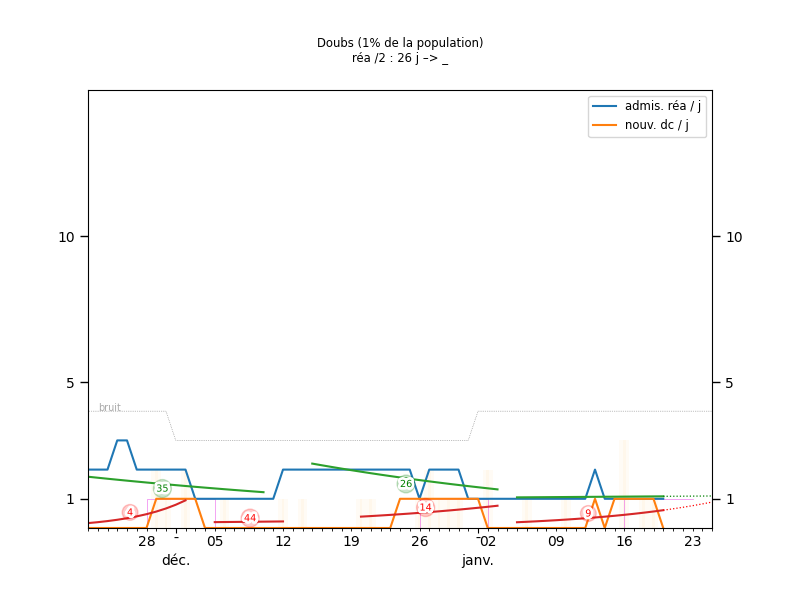 Doubs (1% de la population)
réa /2 : 26 j –> _
admis. réa / j
nouv. dc / j
10 10
5 5
bruit
35 26
4 44 14 9
1 1
28 - 05 12 19 26 02 09 16 23
déc. janv.